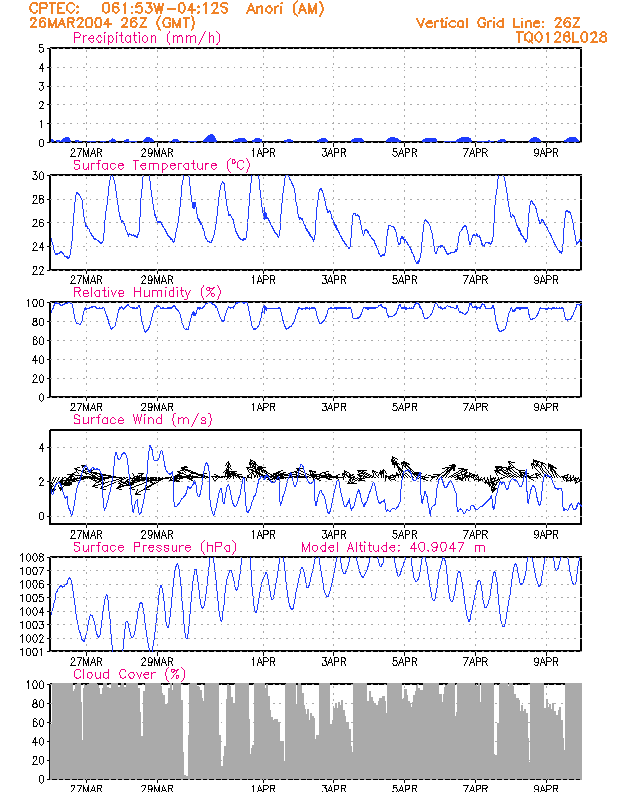 CPTEC: 061:53W-04:12S Anorí (AM)
26MAR2004 26Z (GMT) Vertical Grid Line: 26Z
Precipitation (mm/h) TQ0126L028
5
4
3
2
1
0
27MAR 29MAR 1APR 3APR 5APR 7APR 9APR
Surface Temperature (°C)
30
28
26
24
22
27MAR 29MAR 1APR 3APR 5APR 7APR 9APR
Relative Humidity (%)
100
80
60
40
20
0
27MAR 29MAR 1APR 3APR 5APR 7APR 9APR
Surface Wind (m/s)
4
2
0
27MAR 29MAR 1APR 3APR 5APR 7APR 9APR
Surface Pressure (hPa) Model Altitude: 40.9047 m
1008
1007
1006
1005
1004
1003
1002
1001
27MAR 29MAR 1APR 3APR 5APR 7APR 9APR
Cloud Cover (%)
100
80
60
40
20
0
27MAR 29MAR 1APR 3APR 5APR 7APR 9APR